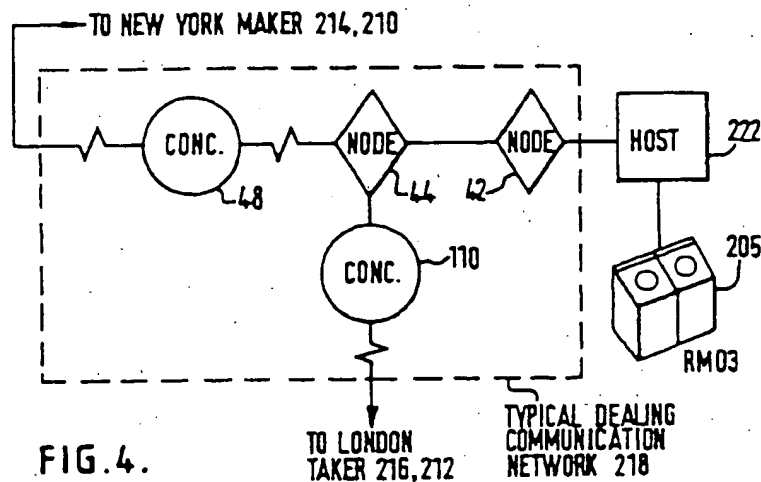 TO NEW YORK MAKER 214,210
CONC.
48
NODE
44
NODE
42
HOST
222
CONC.
110
205
RM03
TO LONDON
TAKER 216,212
TYPICAL DEALING
COMMUNICATION
NETWORK 218
FIG.4.